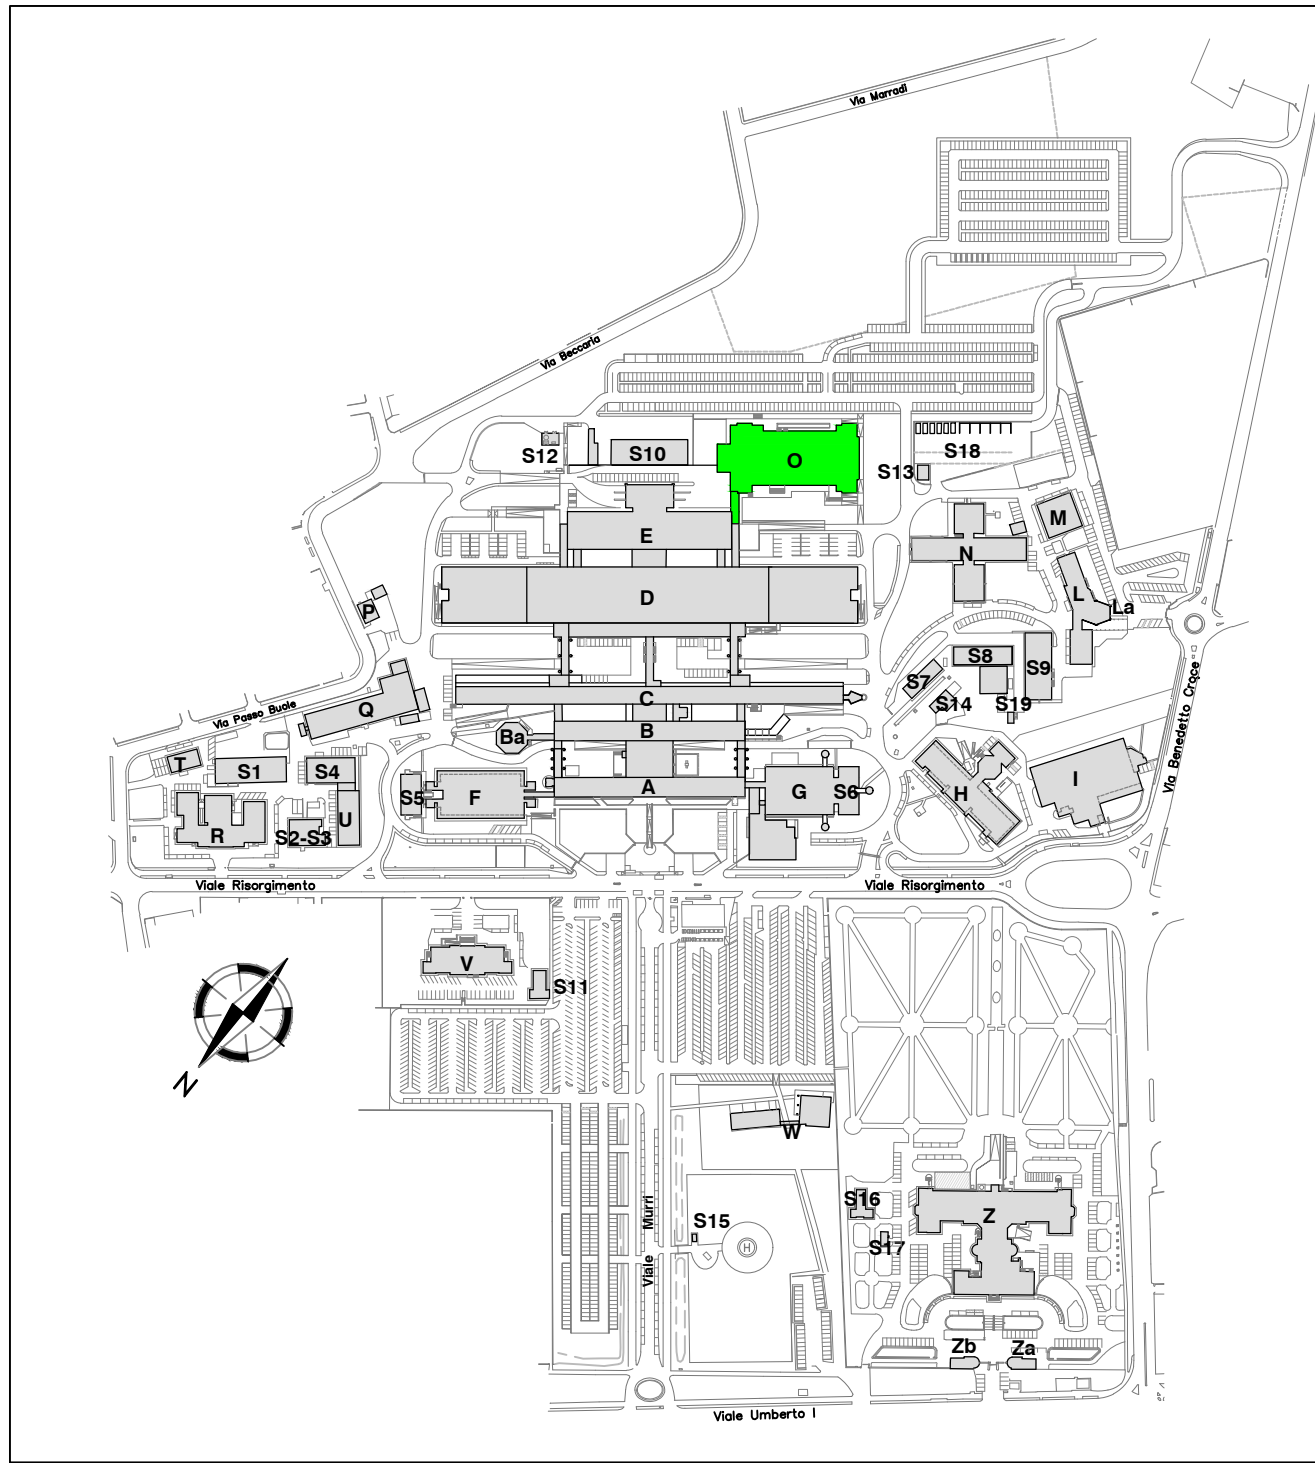 Via Marradi
Via Beccaria
S12
S10
O
S13
S18
E
M
N
D
L
La
P
S8
S9
S7
S14
S19
C
Q
Via Passo Buole
B
Ba
Via Benedetto Croce
T
S1
S4
S5
F
A
G
S6
H
I
R
S2-S3
U
Viale Risorgimento
Viale Risorgimento
V
S11
N
W
S16
Z
S17
Viale Murri
S15
H
Zb
Za
Viale Umberto I